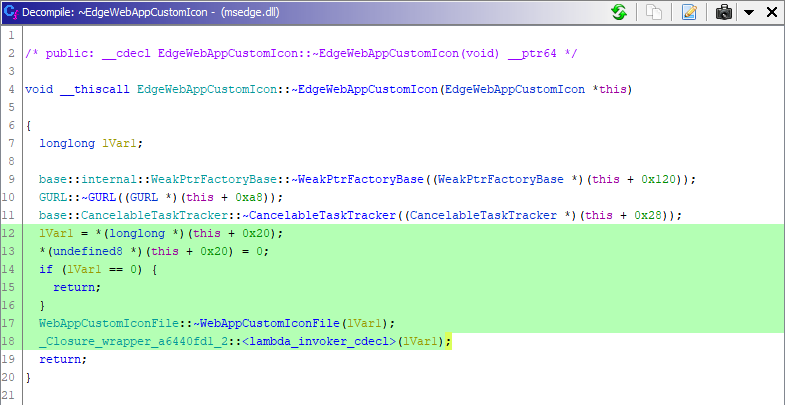 Decompile: ~EdgeWebAppCustomIcon - (msedge.dll)
1
2 /* public: __cdecl EdgeWebAppCustomIcon::~EdgeWebAppCustomIcon(void) __ptr64 */
3
4 void __thiscall EdgeWebAppCustomIcon::~EdgeWebAppCustomIcon(EdgeWebAppCustomIcon *this)
5
6 {
7 longlong lVar1;
8
9 base::internal::WeakPtrFactoryBase::~WeakPtrFactoryBase((WeakPtrFactoryBase *)(this + 0x120));
10 GURL::~GURL((GURL *)(this + 0xa8));
11 base::CancelableTaskTracker::~CancelableTaskTracker((CancelableTaskTracker *)(this + 0x28));
12 lVar1 = *(longlong *)(this + 0x20);
13 *(undefined8 *)(this + 0x20) = 0;
14 if (lVar1 == 0) {
15 return;
16 }
17 WebAppCustomIconFile::~WebAppCustomIconFile(lVar1);
18 _Closure_wrapper_a6440fd1_2::<lambda_invoker_cdecl>(lVar1);
19 return;
20 }
21